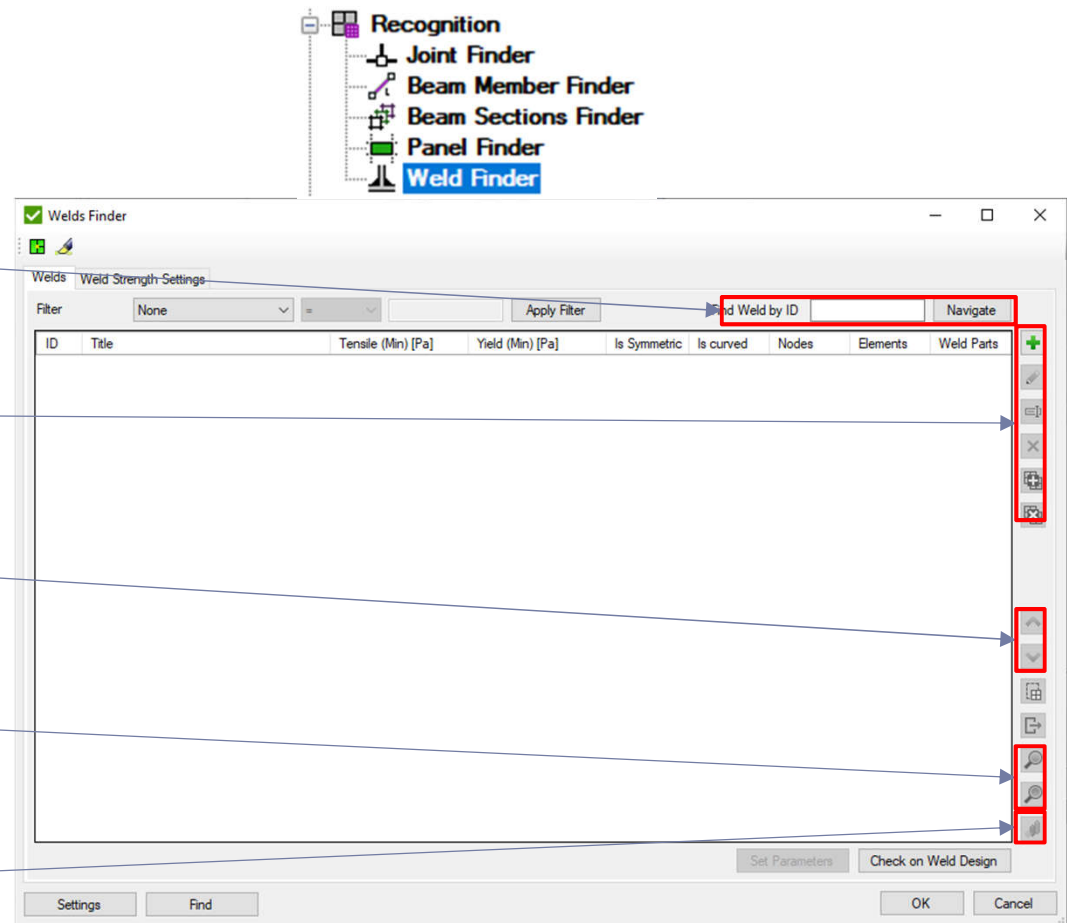 Recognition
Joint Finder
Beam Member Finder
Beam Sections Finder
Panel Finder
Weld Finder
Welds Finder
Welds Weld Strength Settings
Filter None = Apply Filter Find Weld by ID Navigate
ID Title Tensile (Min) [Pa] Yield (Min) [Pa] Is Symmetric Is curved Nodes Elements Weld Parts
Set Parameters Check on Weld Design
Settings Find OK Cancel